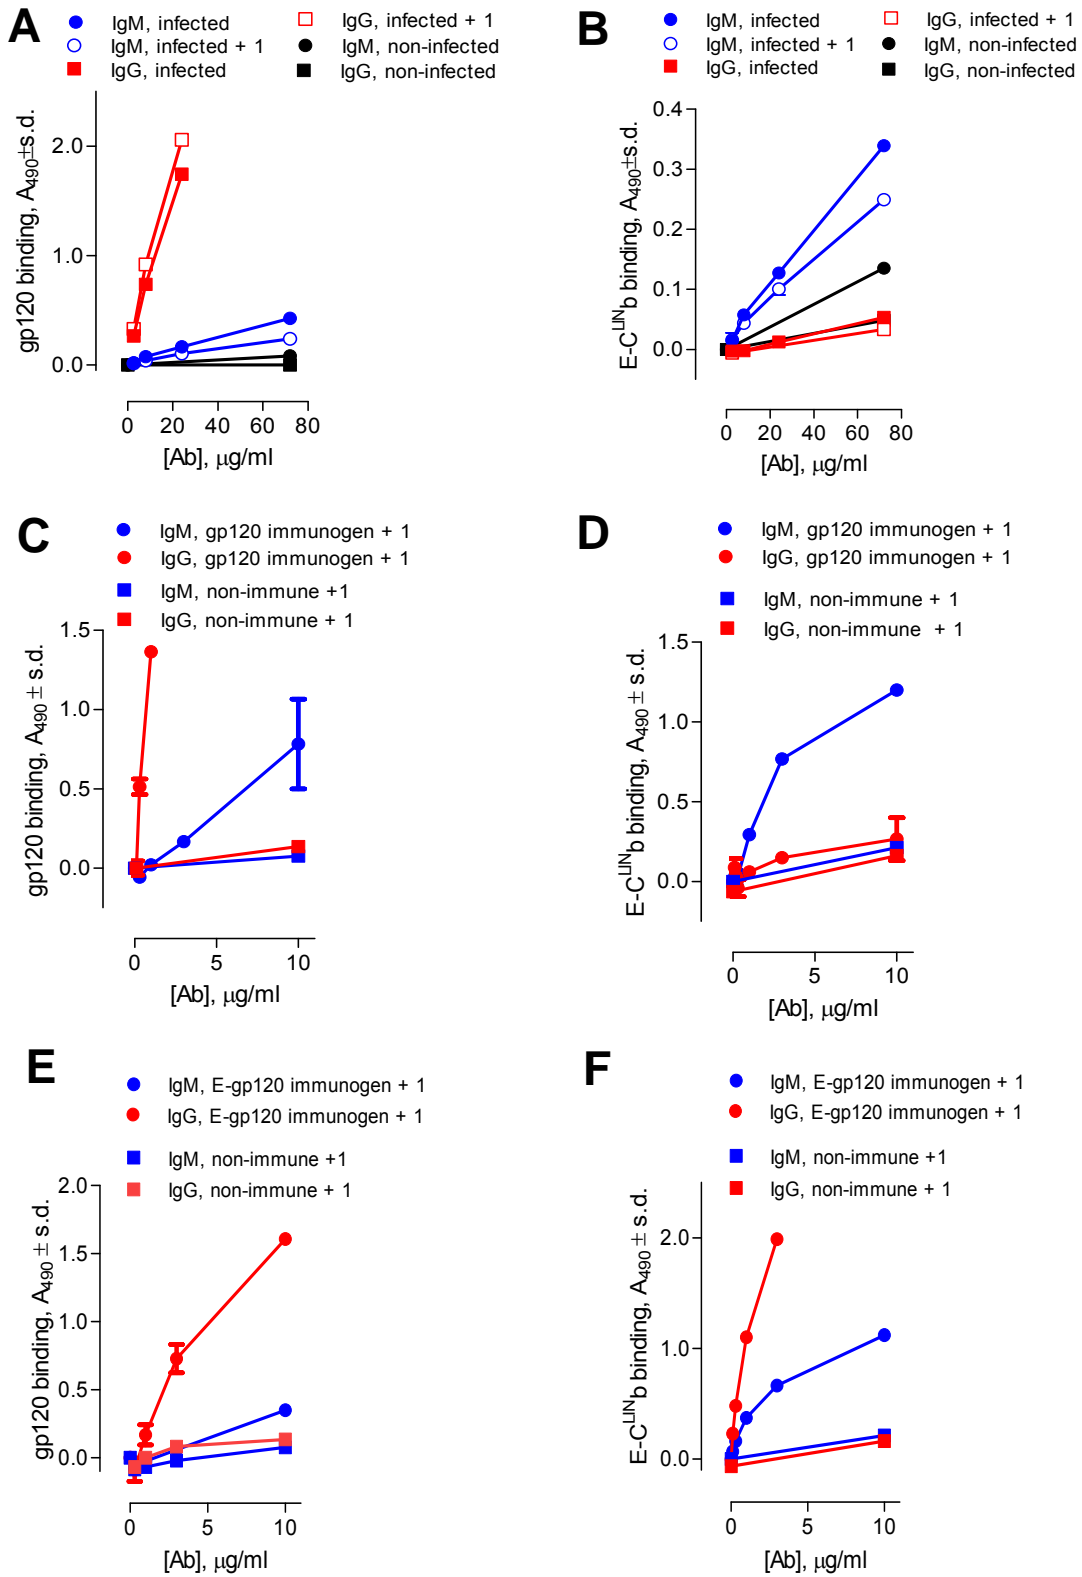 A
IgM, infected
IgM, infected + 1
IgG, infected
IgG, infected + 1
IgM, non-infected
IgG, non-infected
gp120 binding, A490±s.d.
2.0
1.0
0.0
0 20 40 60 80
[Ab], μg/ml
B
IgM, infected
IgM, infected + 1
IgG, infected
IgG, infected + 1
IgM, non-infected
IgG, non-infected
E-CLINb binding, A490±s.d.
0.4
0.3
0.2
0.1
0.0
0 20 40 60 80
[Ab], μg/ml
C
IgM, gp120 immunogen + 1
IgG, gp120 immunogen + 1
IgM, non-immune +1
IgG, non-immune + 1
gp120 binding, A490 ± s.d.
1.5
1.0
0.5
0.0
0 5 10
[Ab], μg/ml
D
IgM, gp120 immunogen + 1
IgG, gp120 immunogen + 1
IgM, non-immune + 1
IgG, non-immune + 1
E-CLINb binding, A490 ± s.d.
1.5
1.0
0.5
0.0
0 5 10
[Ab], μg/ml
E
IgM, E-gp120 immunogen + 1
IgG, E-gp120 immunogen + 1
IgM, non-immune +1
IgG, non-immune + 1
gp120 binding, A490 ± s.d.
2.0
1.5
1.0
0.5
0.0
0 5 10
[Ab], μg/ml
F
IgM, E-gp120 immunogen + 1
IgG, E-gp120 immunogen + 1
IgM, non-immune +1
IgG, non-immune + 1
E-CLINb binding, A490 ± s.d.
2.0
1.0
0.0
0 5 10
[Ab], μg/ml